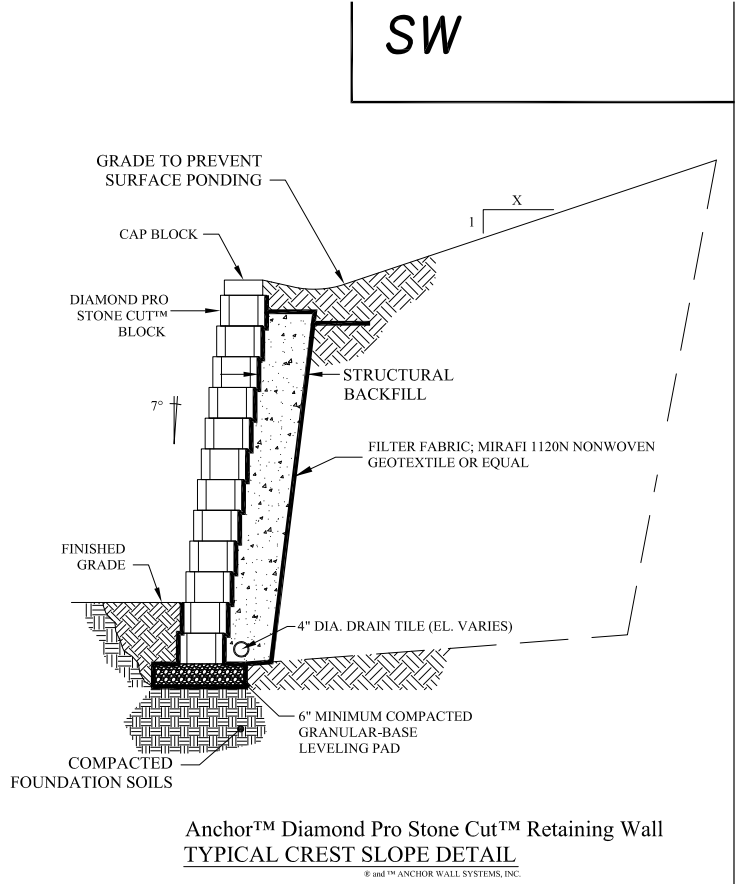 SW
GRADE TO PREVENT
SURFACE PONDING
X
1
CAP BLOCK
DIAMOND PRO
STONE CUT™
BLOCK
STRUCTURAL
BACKFILL
7°
FILTER FABRIC; MIRAFI 1120N NONWOVEN
GEOTEXTILE OR EQUAL
FINISHED
GRADE
4" DIA. DRAIN TILE (EL. VARIES)
6" MINIMUM COMPACTED
GRANULAR-BASE
LEVELING PAD
COMPACTED
FOUNDATION SOILS
Anchor™ Diamond Pro Stone Cut™ Retaining Wall
TYPICAL CREST SLOPE DETAIL
® and ™ ANCHOR WALL SYSTEMS, INC.